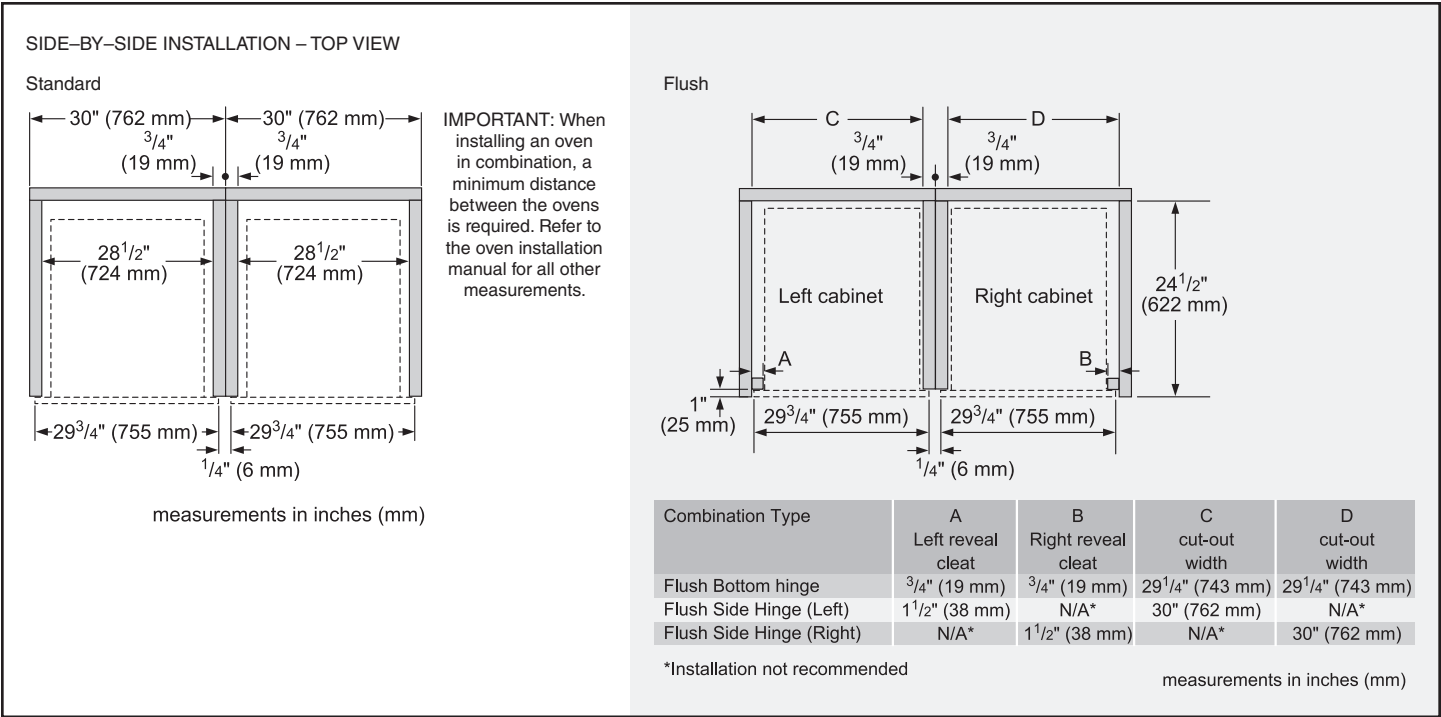 SIDE–BY–SIDE INSTALLATION – TOP VIEW
Standard
30" (762 mm) 30" (762 mm)
3/4" 3/4"
(19 mm) (19 mm)
28 1/2" 28 1/2"
(724 mm) (724 mm)
29 3/4" (755 mm) 29 3/4" (755 mm)
1/4" (6 mm)
measurements in inches (mm)
IMPORTANT: When
installing an oven
in combination, a
minimum distance
between the ovens
is required. Refer to
the oven installation
manual for all other
measurements.
Flush
C D
3/4" 3/4"
(19 mm) (19 mm)
Left cabinet Right cabinet
24 1/2"
(622 mm)
A B
1"
(25 mm)
29 3/4" (755 mm) 29 3/4" (755 mm)
1/4" (6 mm)
Combination Type A B C D
Left reveal Right reveal cut-out cut-out
cleat cleat width width
Flush Bottom hinge 3/4" (19 mm) 3/4" (19 mm) 29 1/4" (743 mm) 29 1/4" (743 mm)
Flush Side Hinge (Left) 1 1/2" (38 mm) N/A* 30" (762 mm) N/A*
Flush Side Hinge (Right) N/A* 1 1/2" (38 mm) N/A* 30" (762 mm)
*Installation not recommended
measurements in inches (mm)